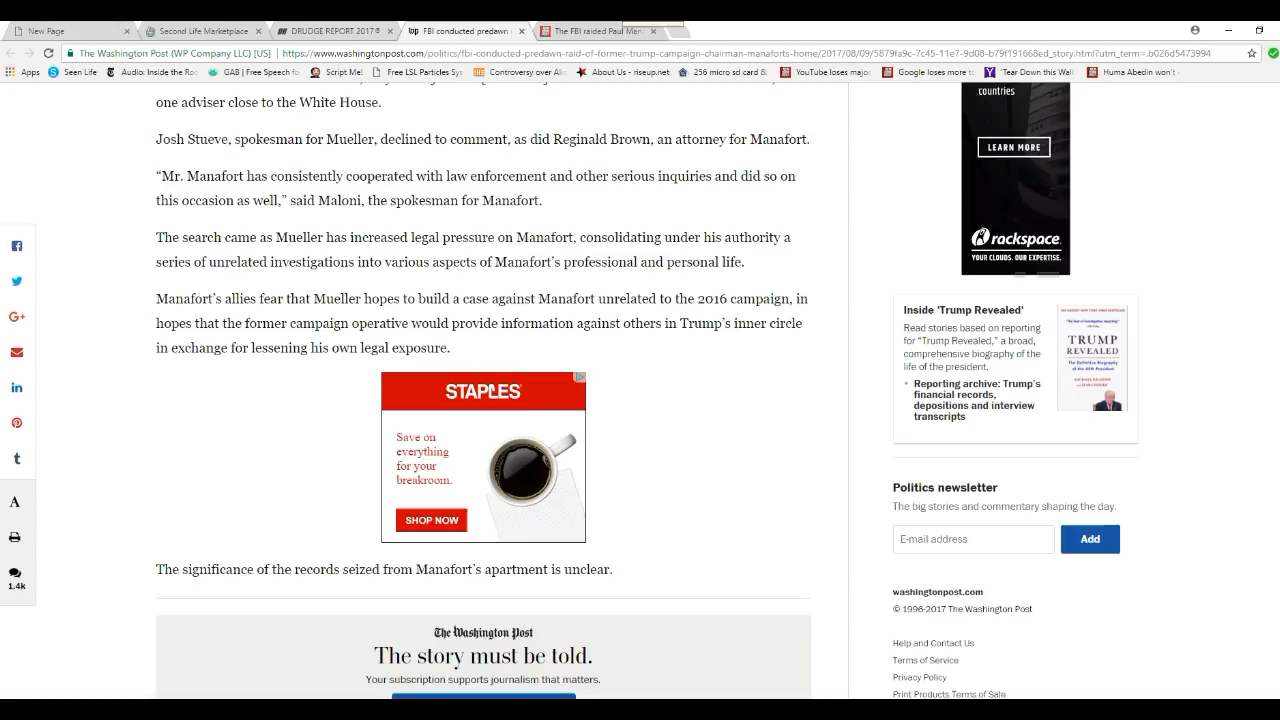 New Page
Second Life Marketplace
DRUDGE REPORT 2017®
FBI conducted predawn
The FBI raided Paul Man
The Washington Post (WP Company LLC) [US]
https://www.washingtonpost.com/politics/fbi-conducted-predawn-raid-of-former-trump-campaign-chairman-manaforts-home/2017/08/09/5879fa9c-7c45-11e7-9d08-b79f191668ed_story.html?utm_term=.b026d5473994
Apps
Seen Life
Audio: Inside the Ro
GAB | Free Speech fo
Script Me!
Free LSL Particles Sys
Controversy over Alic
About Us - riseup.net
256 micro sd card &
YouTube loses major
Google loses more to
'Tear Down this Wall
Huma Abedin won't
one adviser close to the White House.
Josh Stueve, spokesman for Mueller, declined to comment, as did Reginald Brown, an attorney for Manafort.
“Mr. Manafort has consistently cooperated with law enforcement and other serious inquiries and did so on
this occasion as well,” said Maloni, the spokesman for Manafort.
The search came as Mueller has increased legal pressure on Manafort, consolidating under his authority a
series of unrelated investigations into various aspects of Manafort’s professional and personal life.
Manafort’s allies fear that Mueller hopes to build a case against Manafort unrelated to the 2016 campaign, in
hopes that the former campaign operative would provide information against others in Trump’s inner circle
in exchange for lessening his own legal exposure.
STAPLES
Save on
everything
for your
breakroom.
SHOP NOW
The significance of the records seized from Manafort’s apartment is unclear.
The Washington Post
The story must be told.
Your subscription supports journalism that matters.
A
1.4k
countries
LEARN MORE
rackspace.
YOUR CLOUDS. OUR EXPERTISE.
Inside 'Trump Revealed'
Read stories based on reporting
for “Trump Revealed,” a broad,
comprehensive biography of the
life of the president.
Reporting archive: Trump’s
financial records,
depositions and interview
transcripts
TRUMP
REVEALED
Politics newsletter
The big stories and commentary shaping the day.
E-mail address
Add
washingtonpost.com
© 1996-2017 The Washington Post
Help and Contact Us
Terms of Service
Privacy Policy
Print Products Terms of Sale